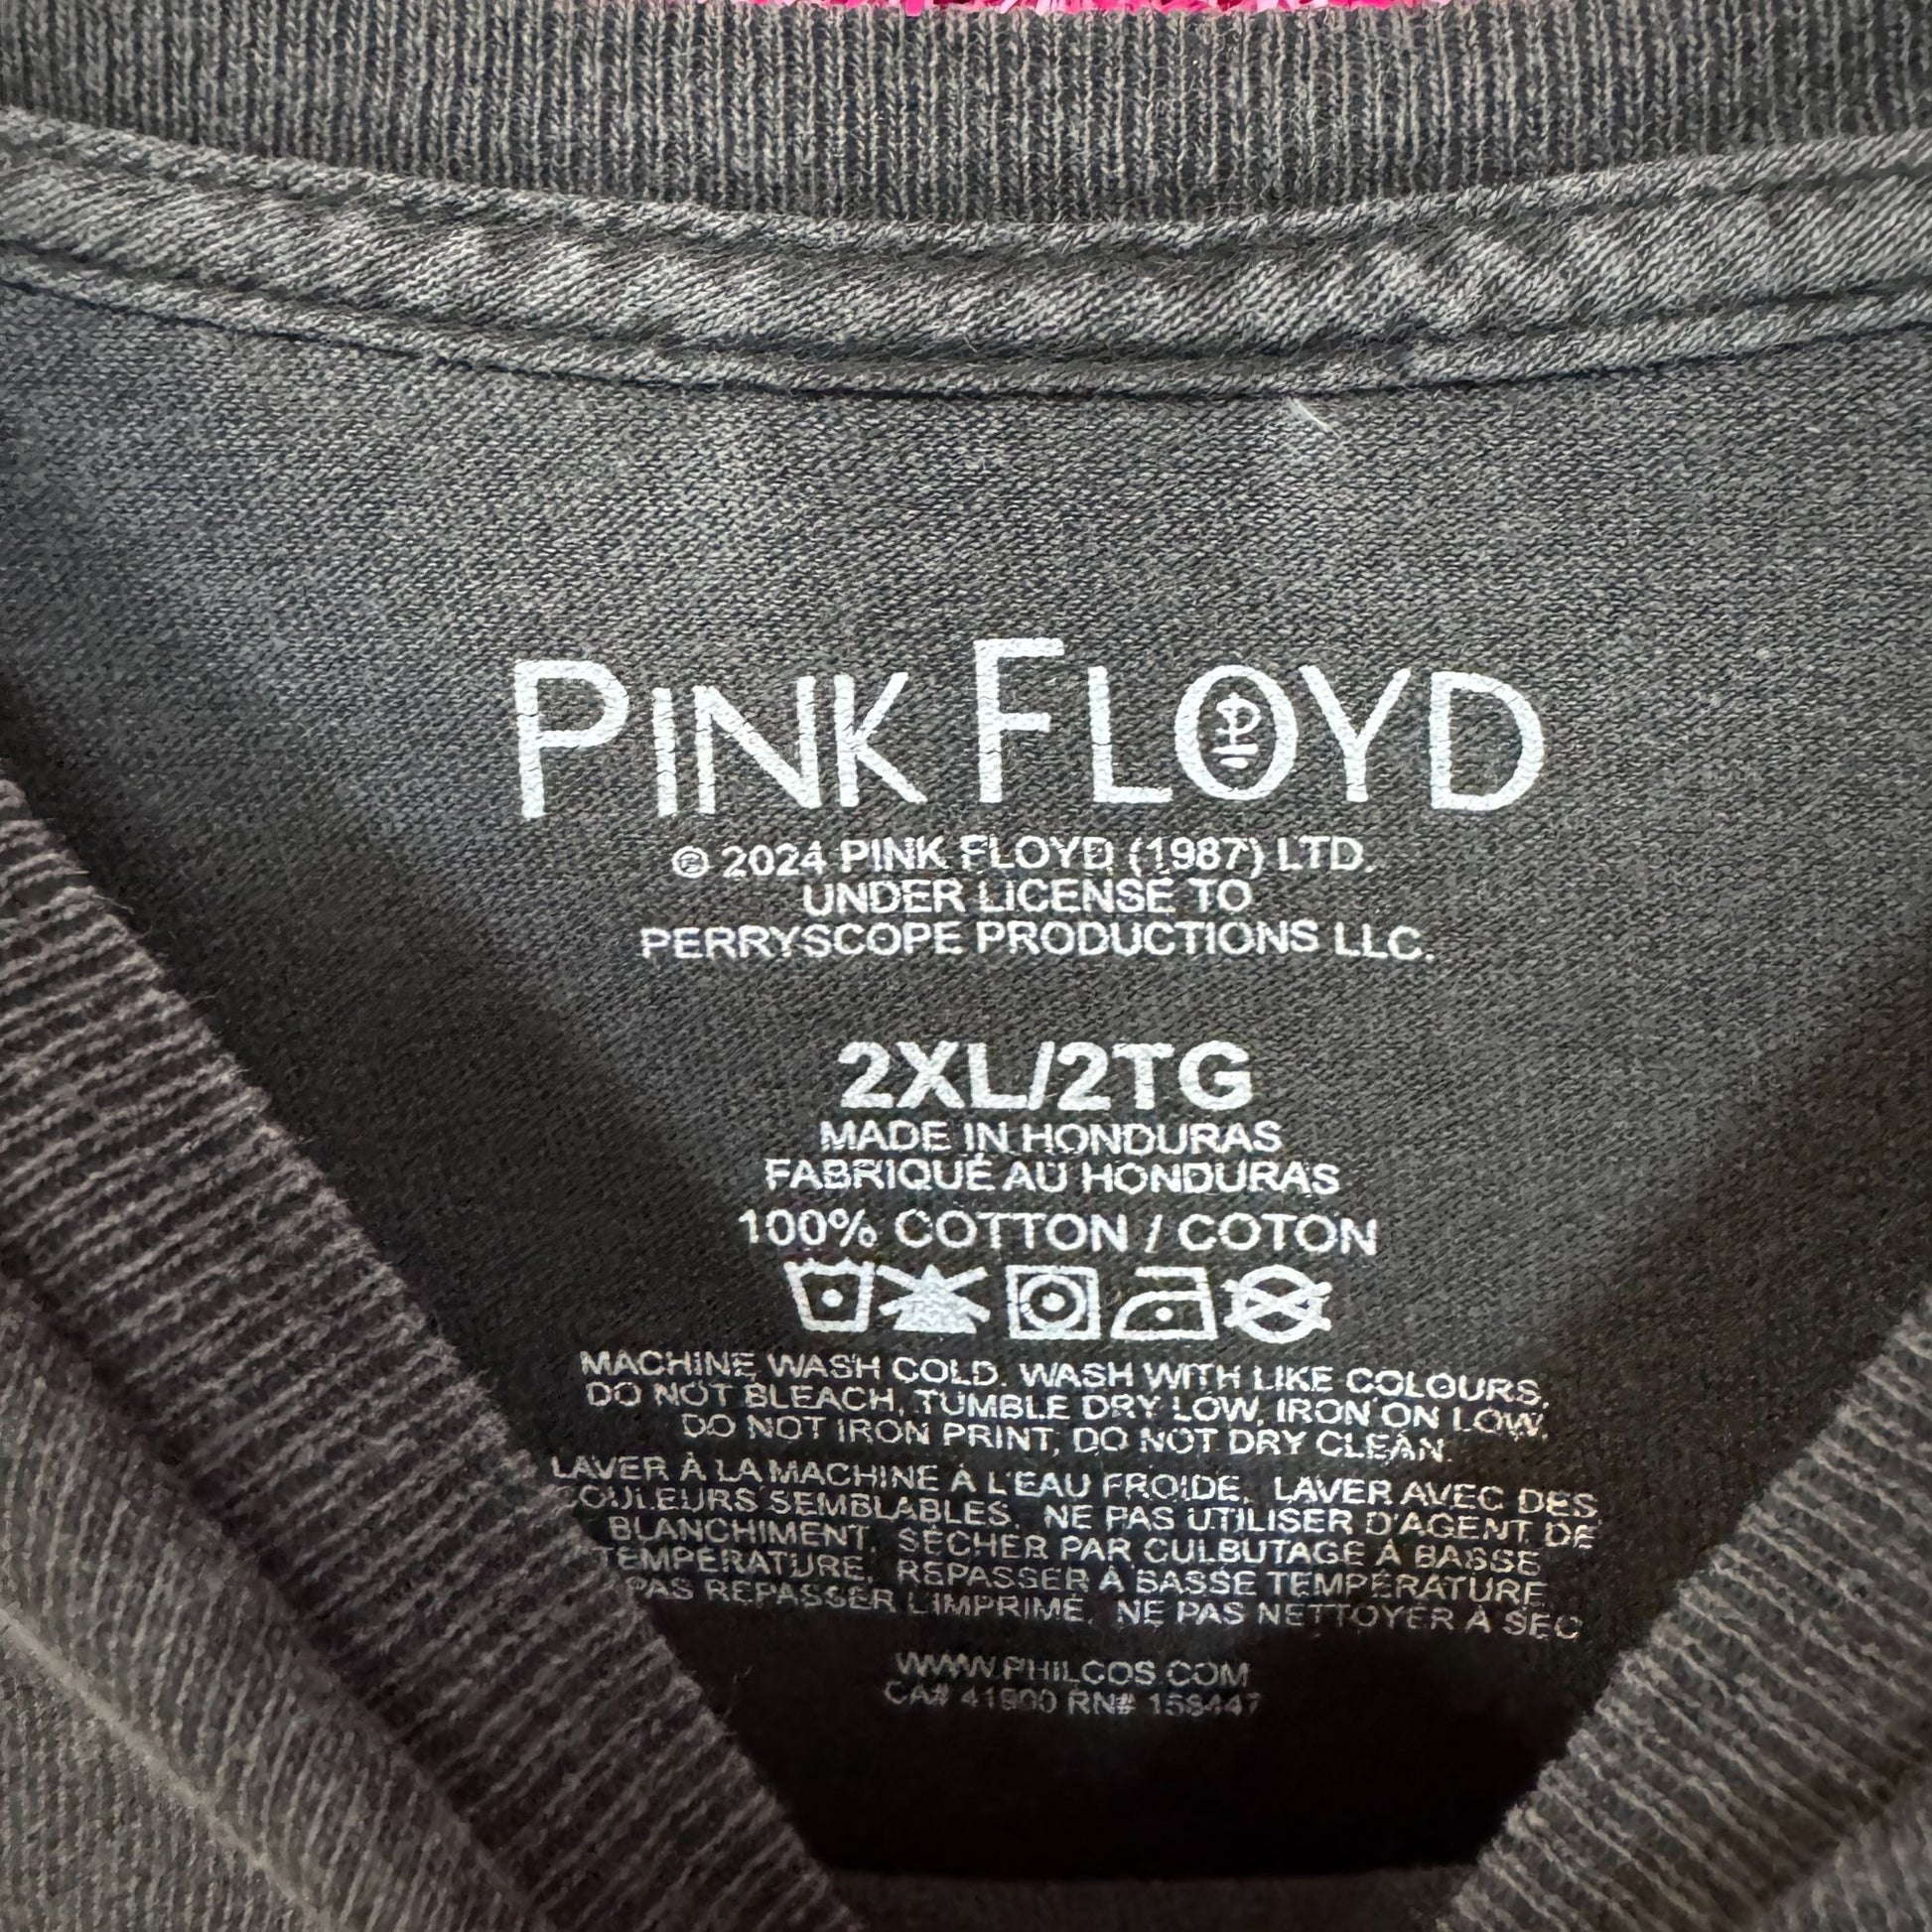 PINK FLOYD
℗ 2024 PINK FLOYD (1987) LTD.
UNDER LICENSE TO
PERRYSCOPE PRODUCTIONS LLC.
2XL/2TG
MADE IN HONDURAS
FABRIQUÉ AU HONDURAS
100% COTTON / COTON
MACHINE WASH COLD. WASH WITH LIKE COLOURS,
DO NOT BLEACH, TUMBLE DRY LOW, IRON ON LOW,
DO NOT IRON PRINT, DO NOT DRY CLEAN.
LAVER À LA MACHINE À L'EAU FROIDE. LAVER AVEC DES
COULEURS SEMBLABLES. NE PAS UTILISER D'AGENT DE
BLANCHIMENT. SÉCHER PAR CULBUTAGE À BASSE
TEMPÉRATURE. REPASSER À BASSE TEMPÉRATURE
PAS REPASSER L'IMPRIMÉ. NE PAS NETTOYER À SEC
WWW.PHILCOS.COM
CA# RN#